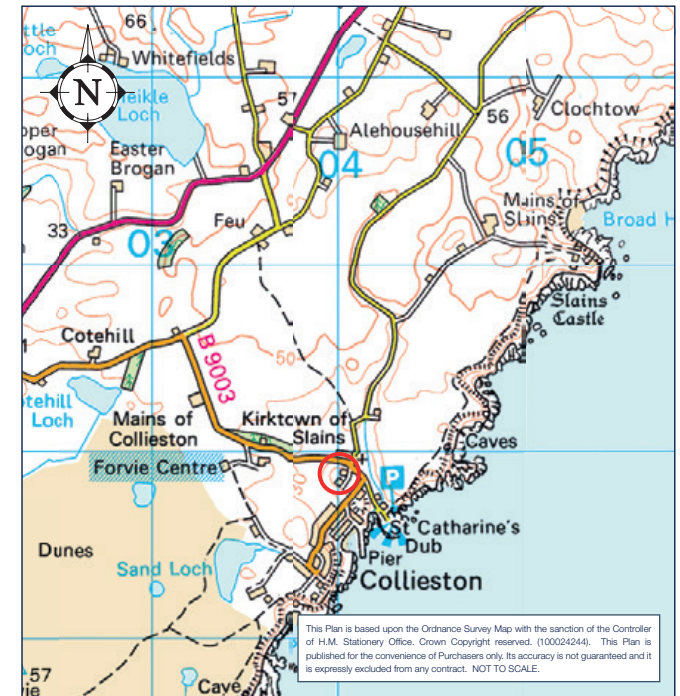 66
Whitefields
N
Loch
57
Alehousehill
56
Clochtow
05
04
Easter
Brogan
Mains of
Slains
Broad H
Feu
33
03
Slains
Castle
Cotehill
B 9003
50
Loch
Mains of
Collieston
Kirktown of
Slains
Caves
Forvie Centre
P
St Catharine's
Dub
Dunes
Pier
Sand Loch
Collieston
57
Cave
This Plan is based upon the Ordnance Survey Map with the sanction of the Controller
of H.M. Stationery Office. Crown Copyright reserved. (100024244). This Plan is
published for the convenience of Purchasers only. Its accuracy is not guaranteed and it
is expressly excluded from any contract. NOT TO SCALE.